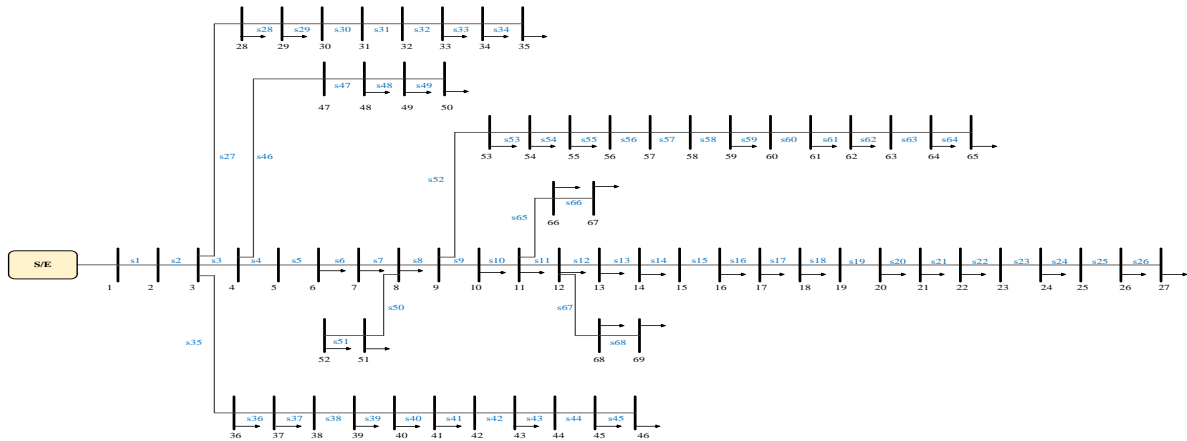 s28 s29 s30 s31 s32 s33 s34
28 29 30 31 32 33 34 35
s47 s48 s49
47 48 49 50
s53 s54 s55 s56 s57 s58 s59 s60 s61 s62 s63 s64
53 54 55 56 57 58 59 60 61 62 63 64 65
s27 s46
s52
s66
s65
66 67
S/E
s1 s2 s3 s4 s5 s6 s7 s8 s9 s10 s11 s12 s13 s14 s15 s16 s17 s18 s19 s20 s21 s22 s23 s24 s25 s26
1 2 3 4 5 6 7 8 9 10 11 12 13 14 15 16 17 18 19 20 21 22 23 24 25 26 27
s50 s67
s35
s51 s68
52 51 68 69
s36 s37 s38 s39 s40 s41 s42 s43 s44 s45
36 37 38 39 40 41 42 43 44 45 46